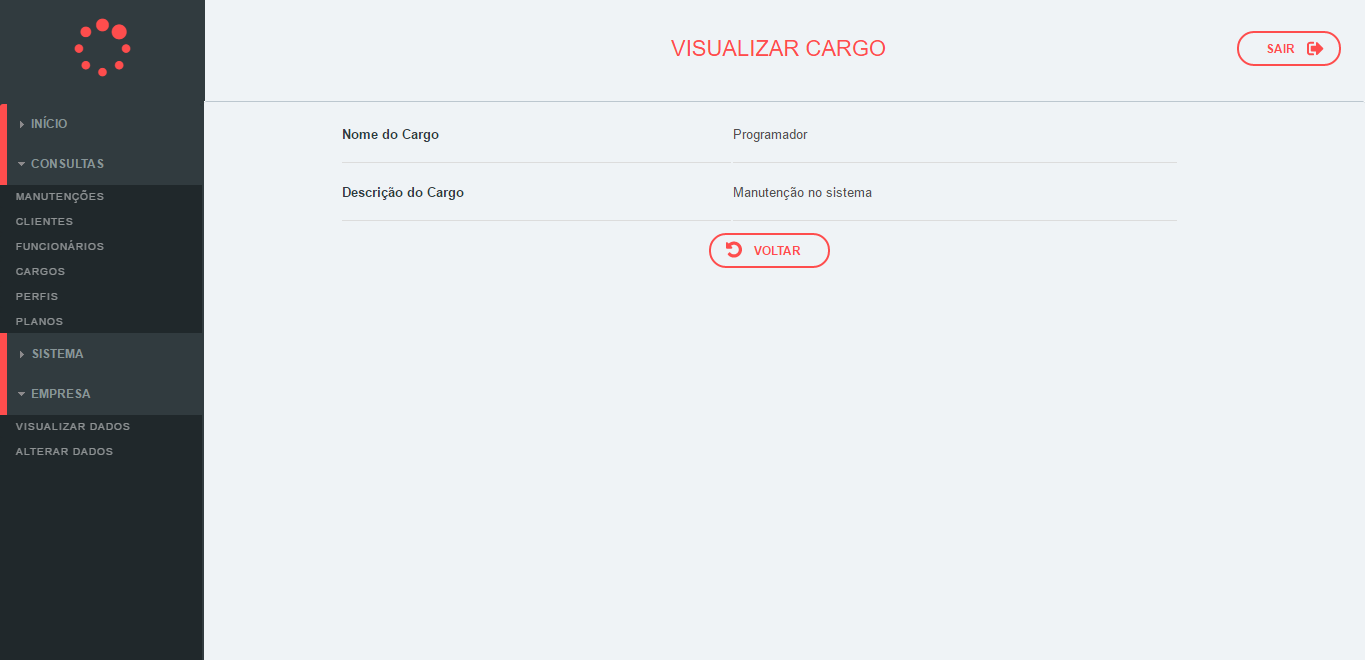 VISUALIZAR CARGO
SAIR
INÍCIO
CONSULTAS
MANUTENÇÕES
CLIENTES
FUNCIONÁRIOS
CARGOS
PERFIS
PLANOS
SISTEMA
EMPRESA
VISUALIZAR DADOS
ALTERAR DADOS
Nome do Cargo Programador
Descrição do Cargo Manutenção no sistema
VOLTAR